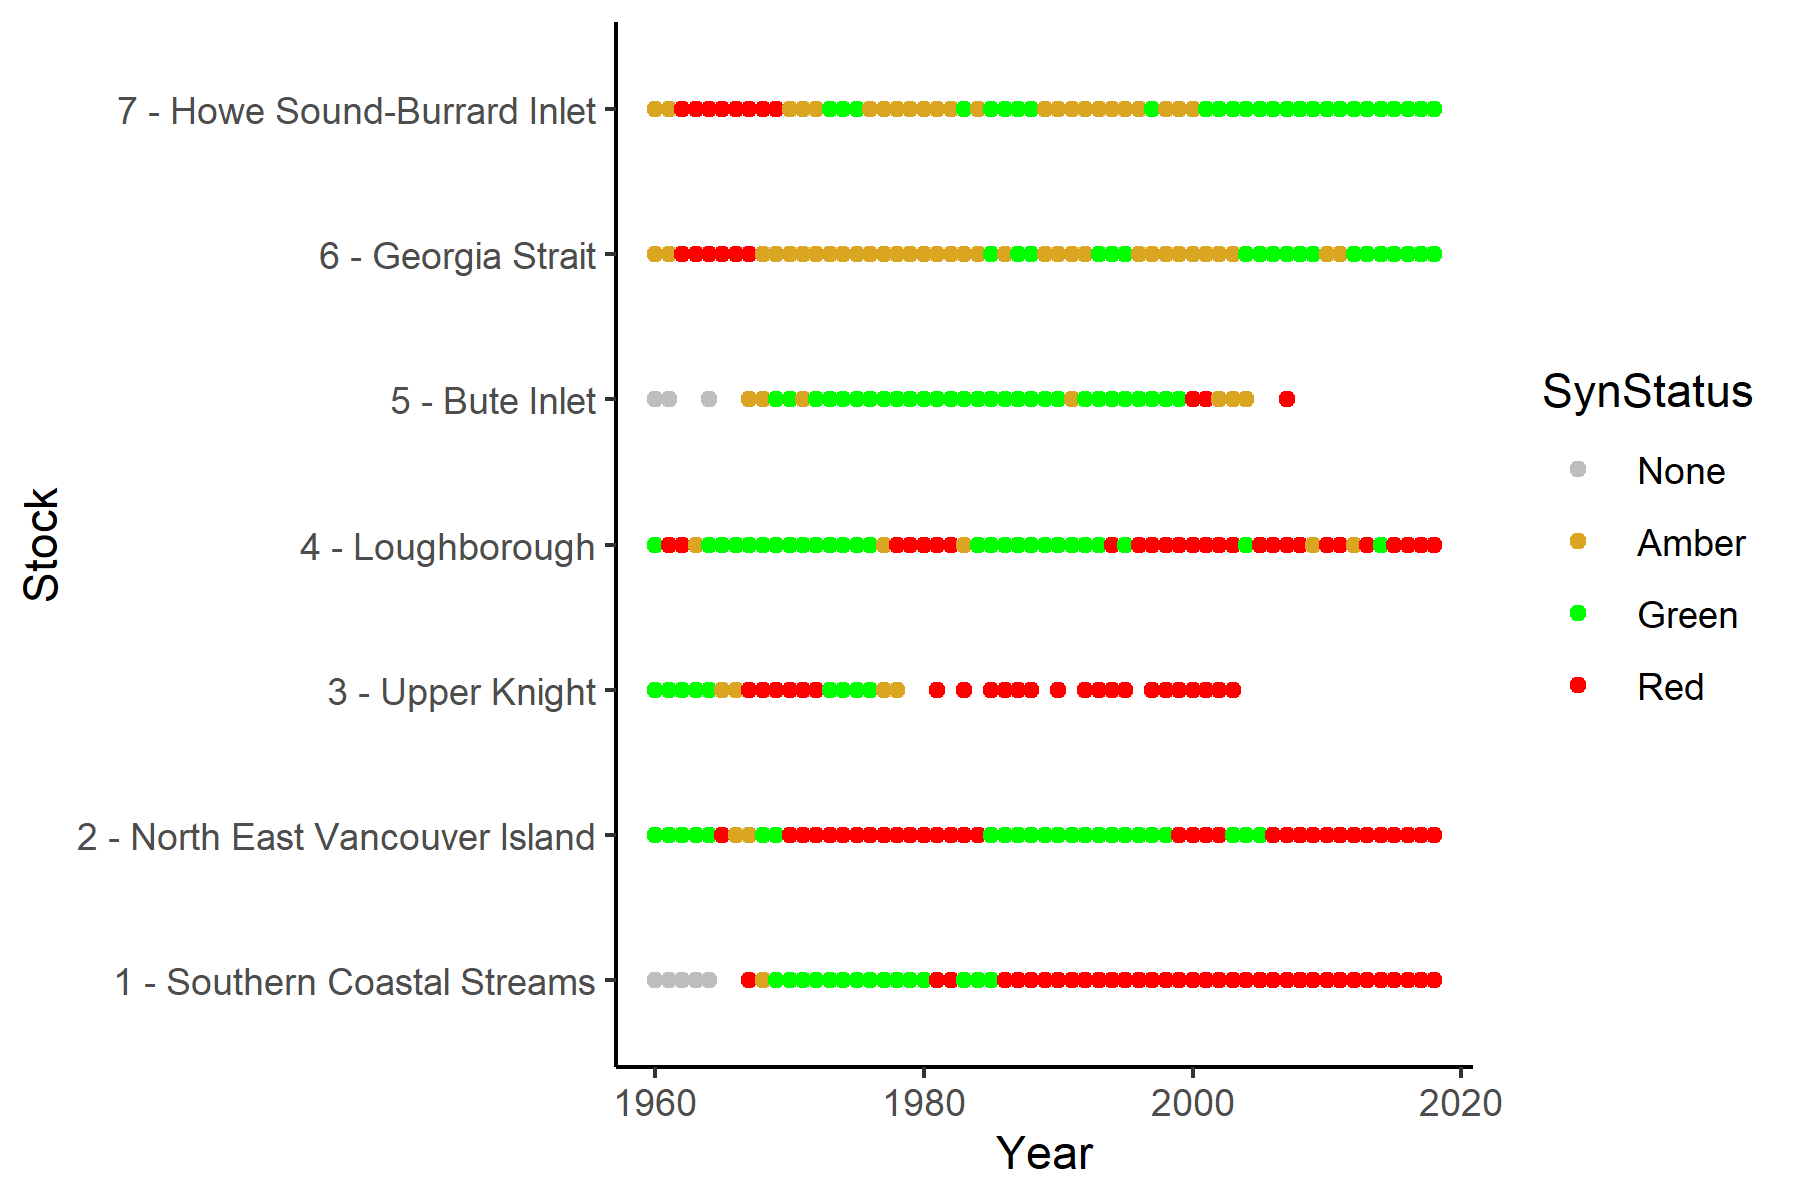 7 - Howe Sound-Burrard Inlet
6 - Georgia Strait
5 - Bute Inlet
4 - Loughborough
3 - Upper Knight
2 - North East Vancouver Island
1 - Southern Coastal Streams
Stock
1960 1980 2000 2020
Year
SynStatus
None
Amber
Green
Red